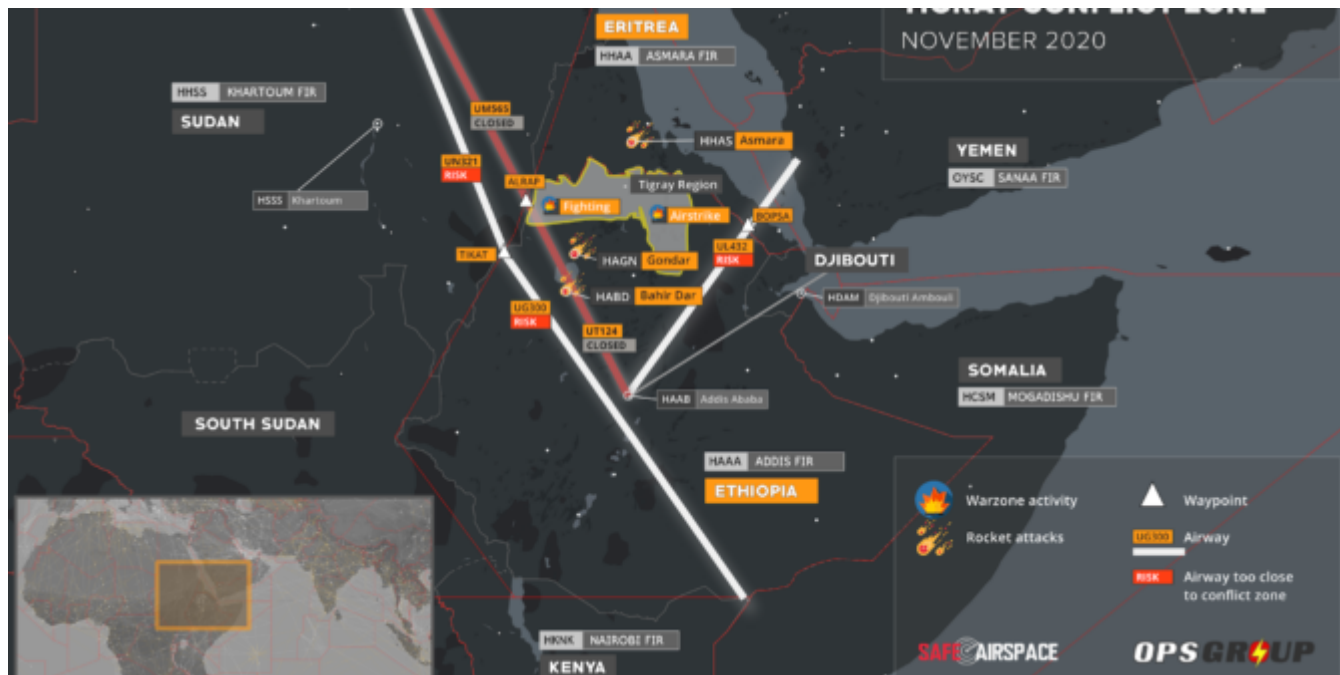 TIGRAY CONFLICT ZONE
NOVEMBER 2020
ERITREA
HHAA ASMARA FIR
HHSS KHARTOUM FIR
SUDAN
UM565
CLOSED
HHAS Asmara
YEMEN
OYSC SANAA FIR
UN321
RISK
ALRAP
Tigray Region
HSSS Khartoum
Fighting
Airstrike
BOPSA
TIKAT
HAGN Gondar
UL432
RISK
DJIBOUTI
HABD Bahir Dar
HDAM Djibouti Ambouli
UG300
RISK
UT124
CLOSED
SOMALIA
HCSM MOGADISHU FIR
HAAB Addis Ababa
SOUTH SUDAN
HAAA ADDIS FIR
ETHIOPIA
Warzone activity
Waypoint
Rocket attacks
UG300 Airway
RISK Airway too close
to conflict zone
HKNK NAIROBI FIR
KENYA
SAFE AIRSPACE
OPSGROUP